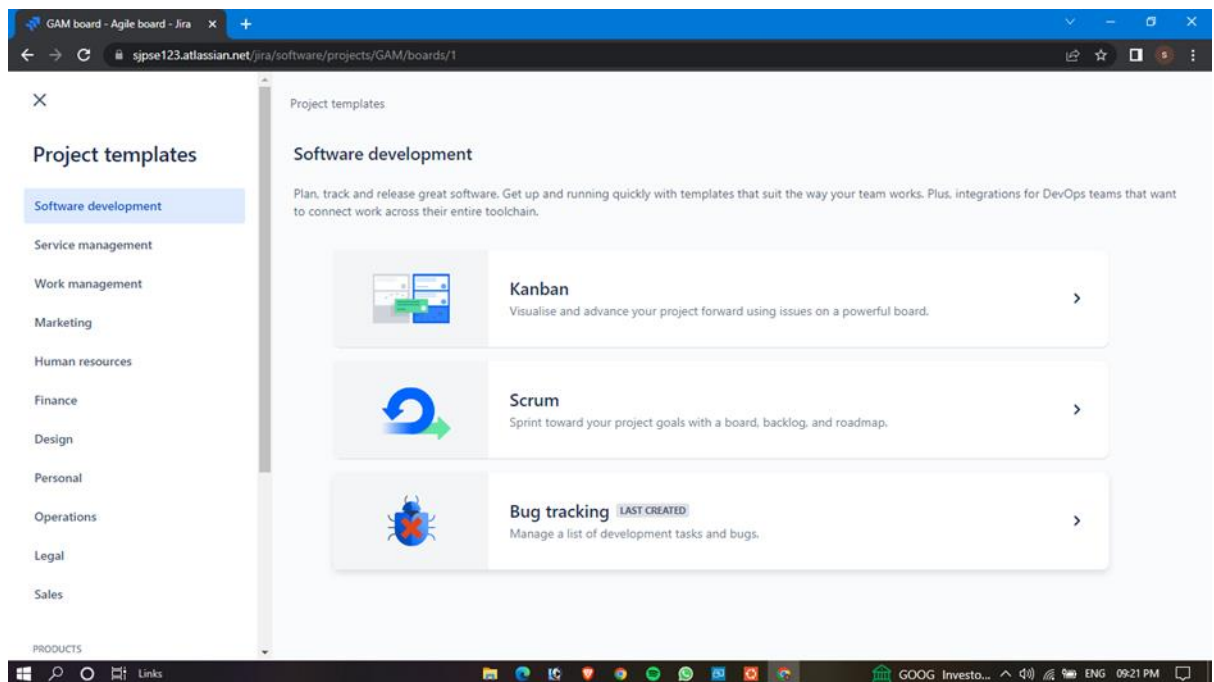 GAM board - Agile board - Jira
sjpse123.atlassian.net/jira/software/projects/GAM/boards/1
Project templates
Software development
Service management
Work management
Marketing
Human resources
Finance
Design
Personal
Operations
Legal
Sales
PRODUCTS
Project templates
Software development
Plan, track and release great software. Get up and running quickly with templates that suit the way your team works. Plus, integrations for DevOps teams that want
to connect work across their entire toolchain.
Kanban
Visualise and advance your project forward using issues on a powerful board.
Scrum
Sprint toward your project goals with a board, backlog, and roadmap.
Bug tracking LAST CREATED
Manage a list of development tasks and bugs.
Links
GOOG Investo... ENG 09:21 PM